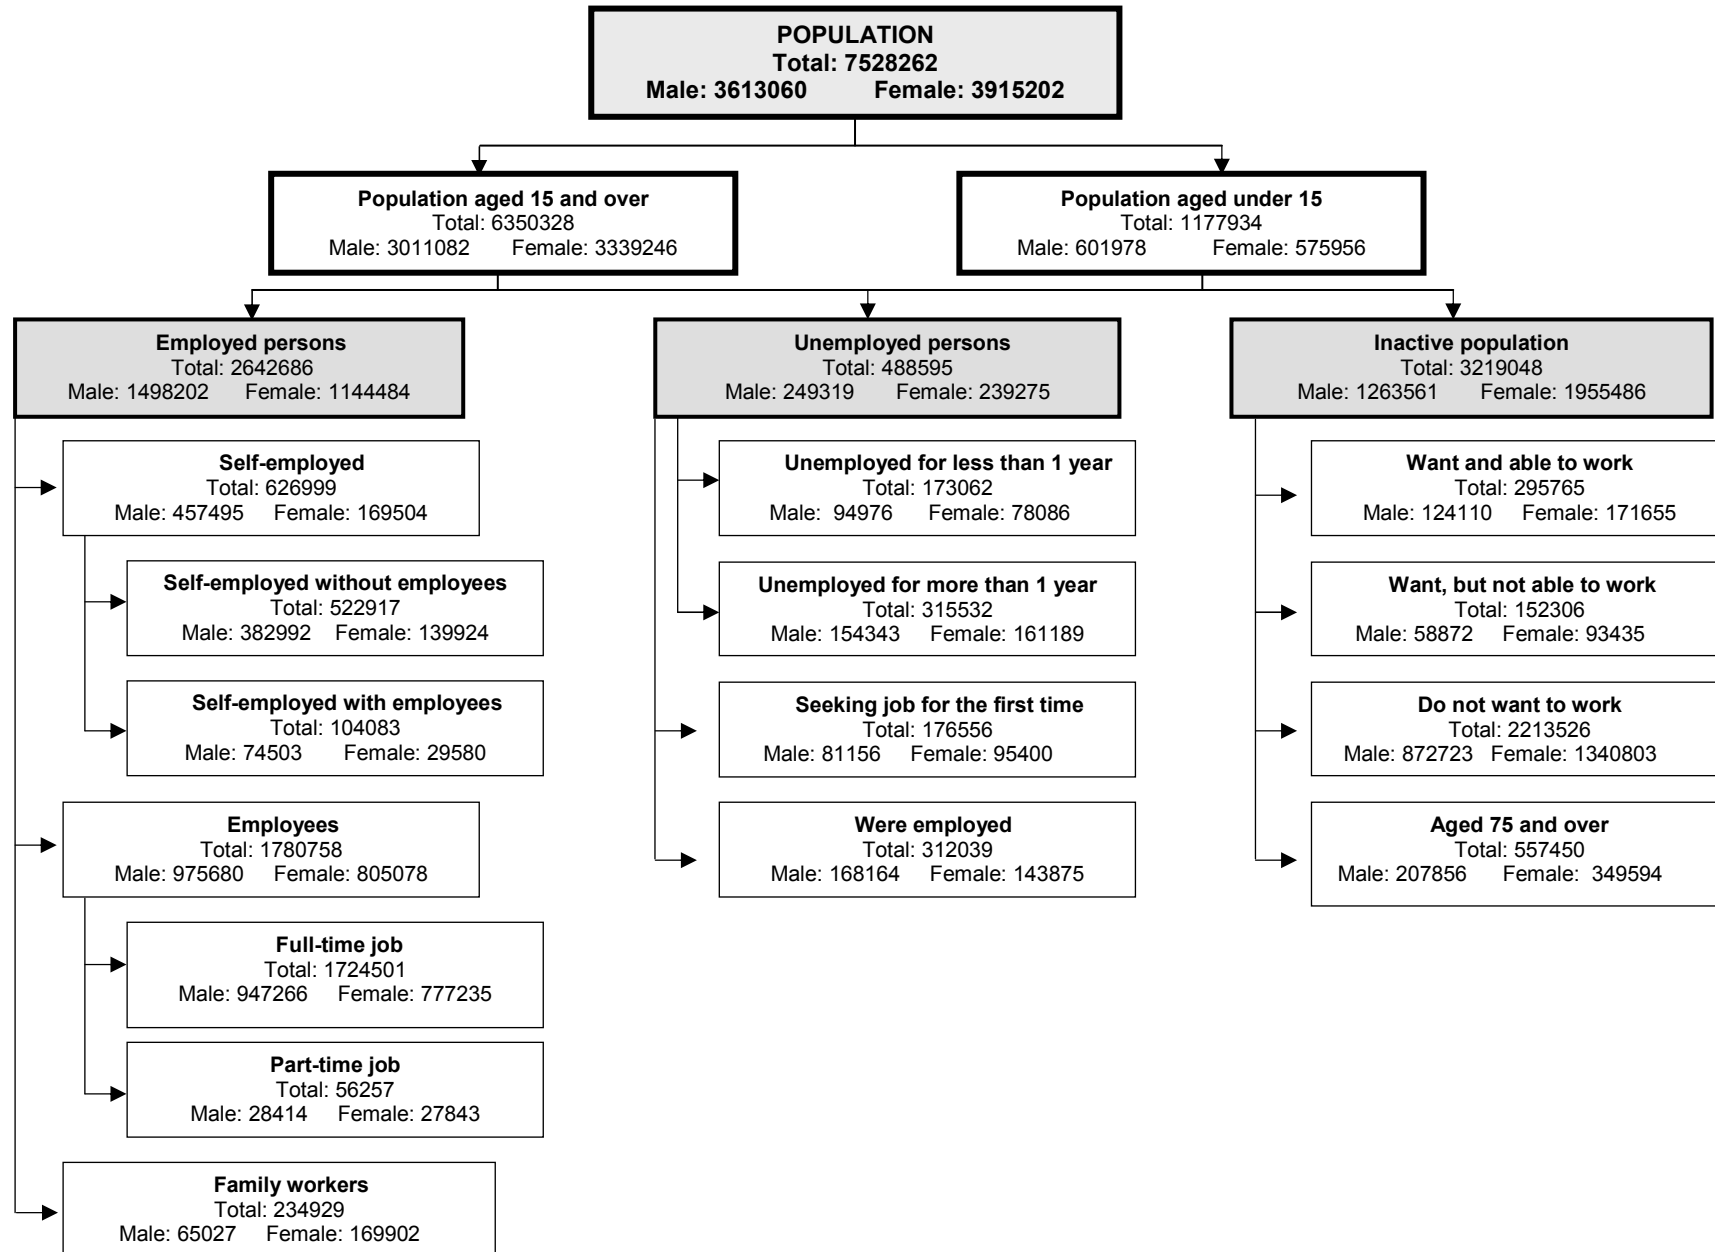 POPULATION
Total: 7528262
Male: 3613060 Female: 3915202
Population aged 15 and over
Total: 6350328
Male: 3011082 Female: 3339246
Population aged under 15
Total: 1177934
Male: 601978 Female: 575956
Employed persons
Total: 2642686
Male: 1498202 Female: 1144484
Self-employed
Total: 626999
Male: 457495 Female: 169504
Self-employed without employees
Total: 522917
Male: 382992 Female: 139924
Self-employed with employees
Total: 104083
Male: 74503 Female: 29580
Employees
Total: 1780758
Male: 975680 Female: 805078
Full-time job
Total: 1724501
Male: 947266 Female: 777235
Part-time job
Total: 56257
Male: 28414 Female: 27843
Family workers
Total: 234929
Male: 65027 Female: 169902
Unemployed persons
Total: 488595
Male: 249319 Female: 239275
Unemployed for less than 1 year
Total: 173062
Male: 94976 Female: 78086
Unemployed for more than 1 year
Total: 315532
Male: 154343 Female: 161189
Seeking job for the first time
Total: 176556
Male: 81156 Female: 95400
Were employed
Total: 312039
Male: 168164 Female: 143875
Inactive population
Total: 3219048
Male: 1263561 Female: 1955486
Want and able to work
Total: 295765
Male: 124110 Female: 171655
Want, but not able to work
Total: 152306
Male: 58872 Female: 93435
Do not want to work
Total: 2213526
Male: 872723 Female: 1340803
Aged 75 and over
Total: 557450
Male: 207856 Female: 349594